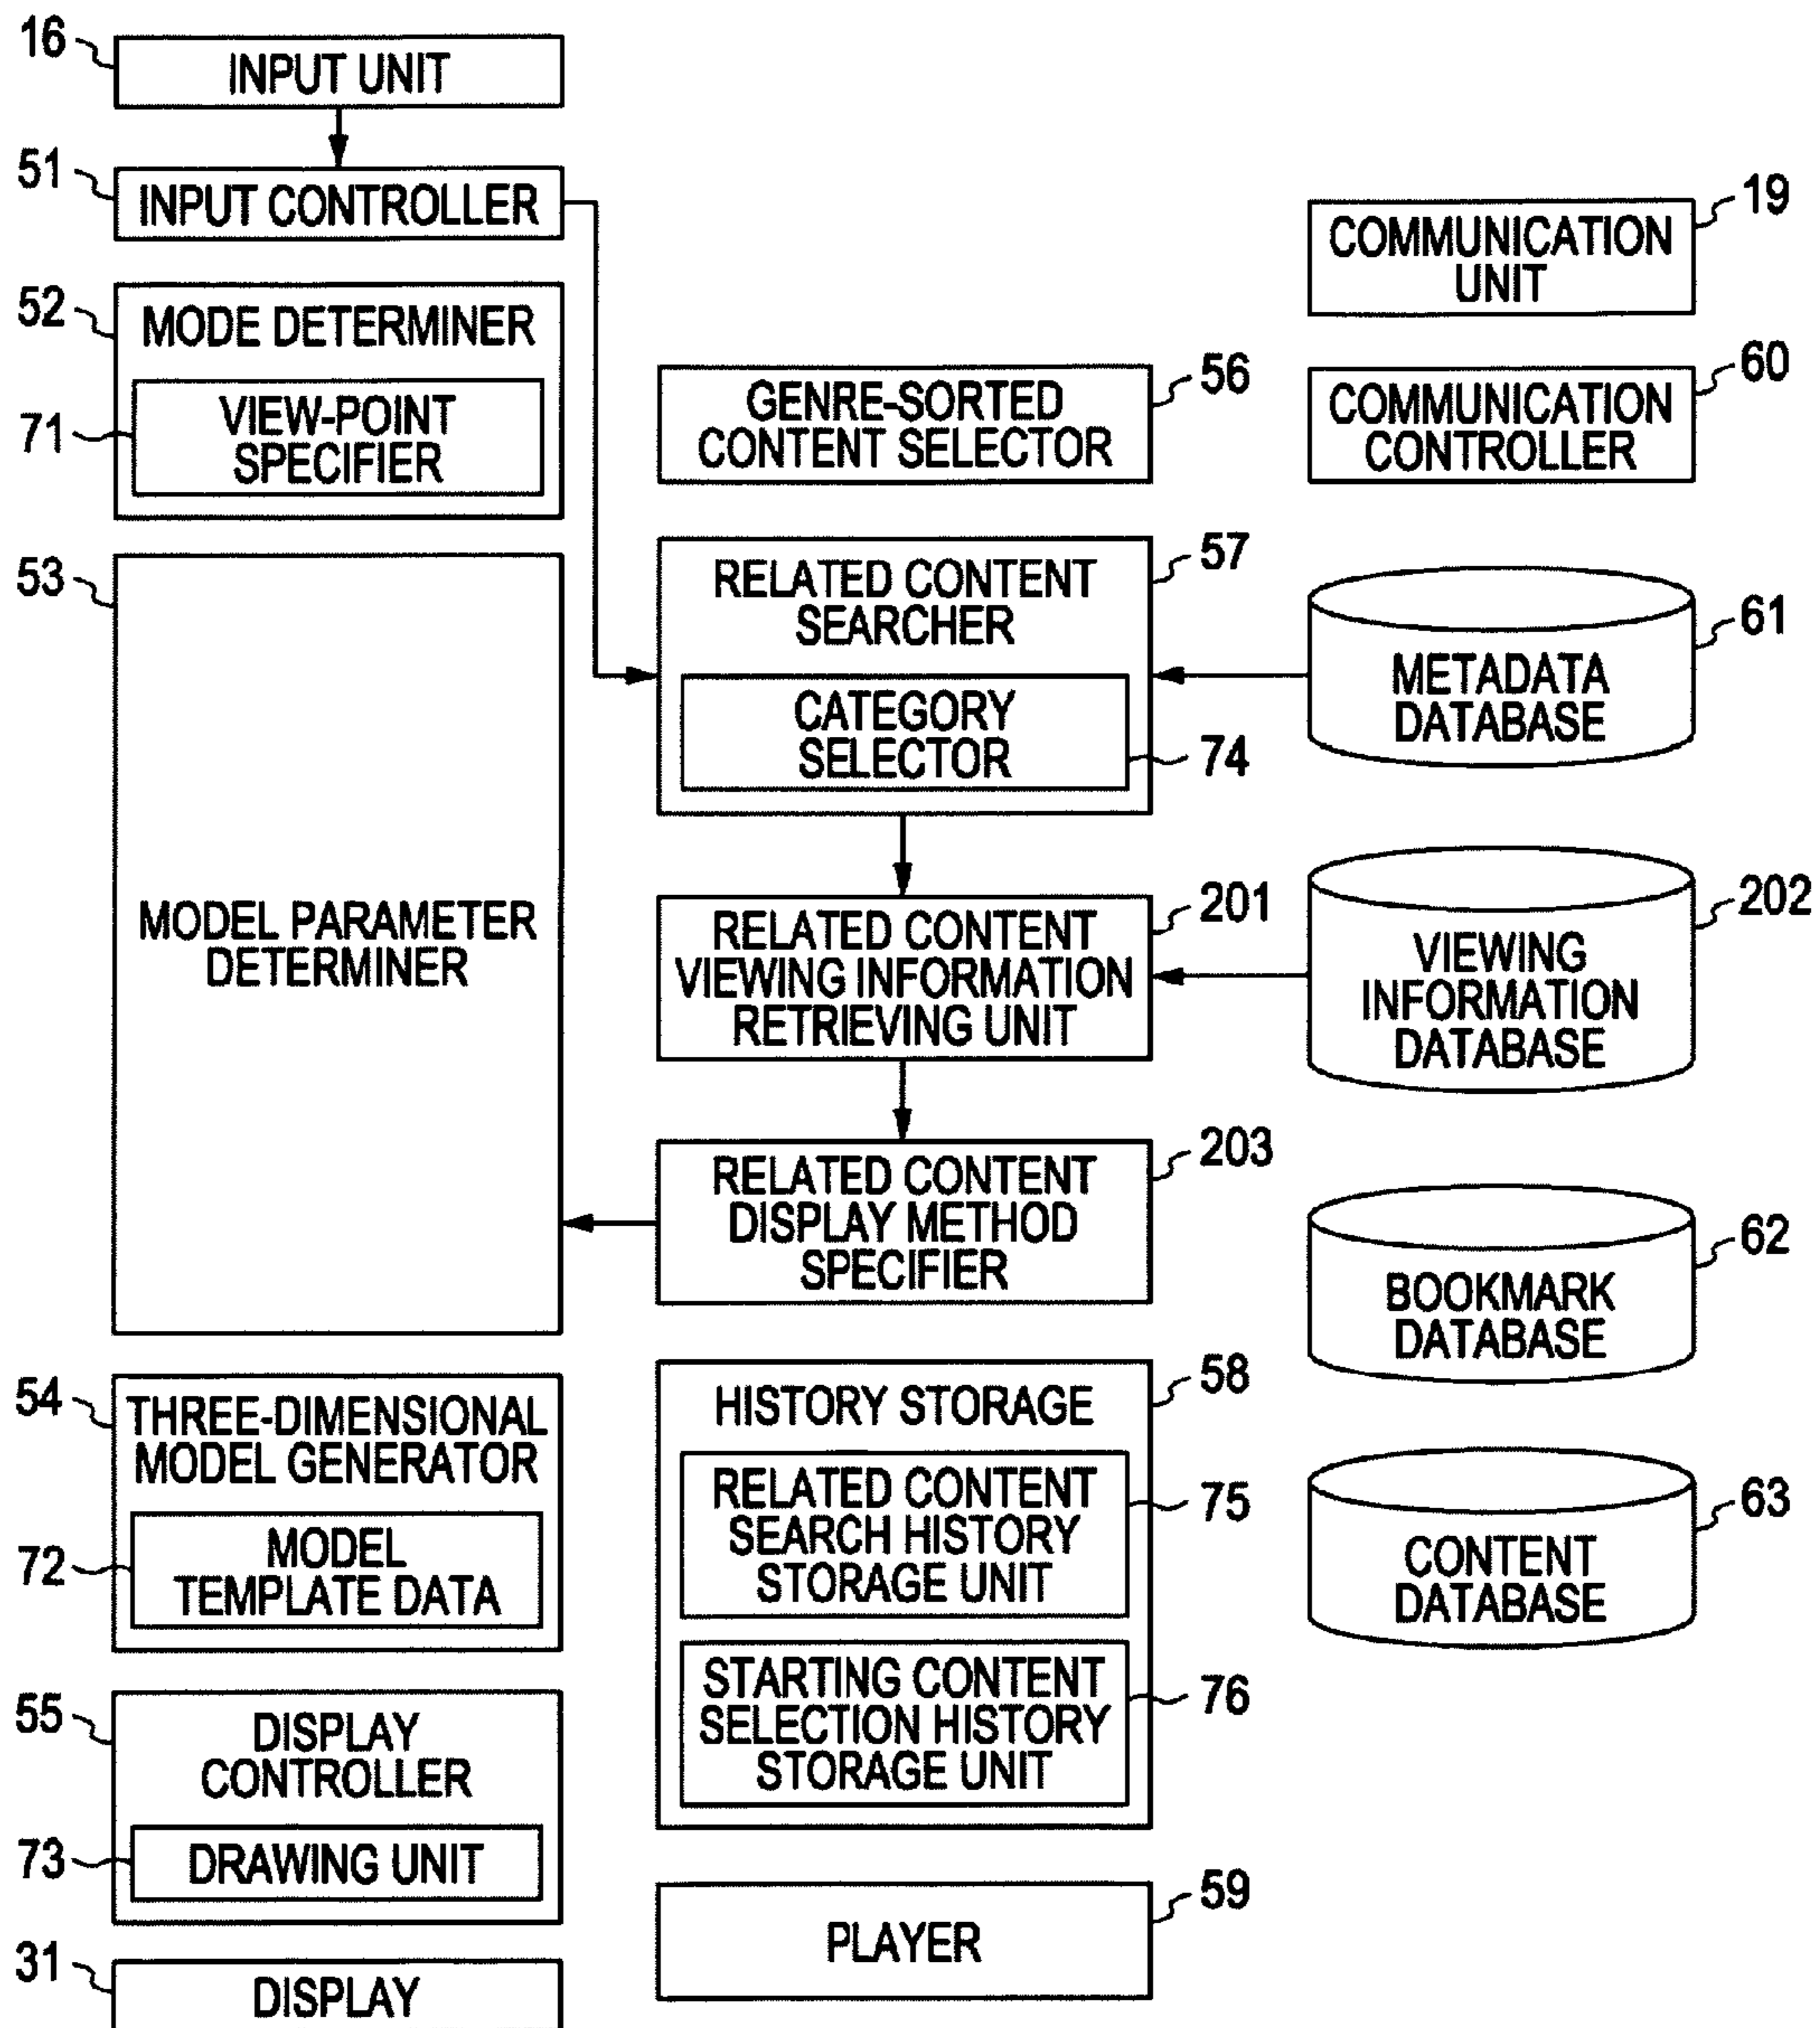 16
INPUT UNIT
51
INPUT CONTROLLER
52
MODE DETERMINER
71
VIEW-POINT
SPECIFIER
53
MODEL PARAMETER
DETERMINER
54
THREE-DIMENSIONAL
MODEL GENERATOR
72
MODEL
TEMPLATE DATA
55
DISPLAY
CONTROLLER
73
DRAWING UNIT
31
DISPLAY
GENRE-SORTED
CONTENT SELECTOR
56
RELATED CONTENT
SEARCHER
57
CATEGORY
SELECTOR
74
RELATED CONTENT
VIEWING INFORMATION
RETRIEVING UNIT
201
RELATED CONTENT
DISPLAY METHOD
SPECIFIER
203
HISTORY STORAGE
58
RELATED CONTENT
SEARCH HISTORY
STORAGE UNIT
75
STARTING CONTENT
SELECTION HISTORY
STORAGE UNIT
76
PLAYER
59
COMMUNICATION
UNIT
19
COMMUNICATION
CONTROLLER
60
METADATA
DATABASE
61
VIEWING
INFORMATION
DATABASE
202
BOOKMARK
DATABASE
62
CONTENT
DATABASE
63